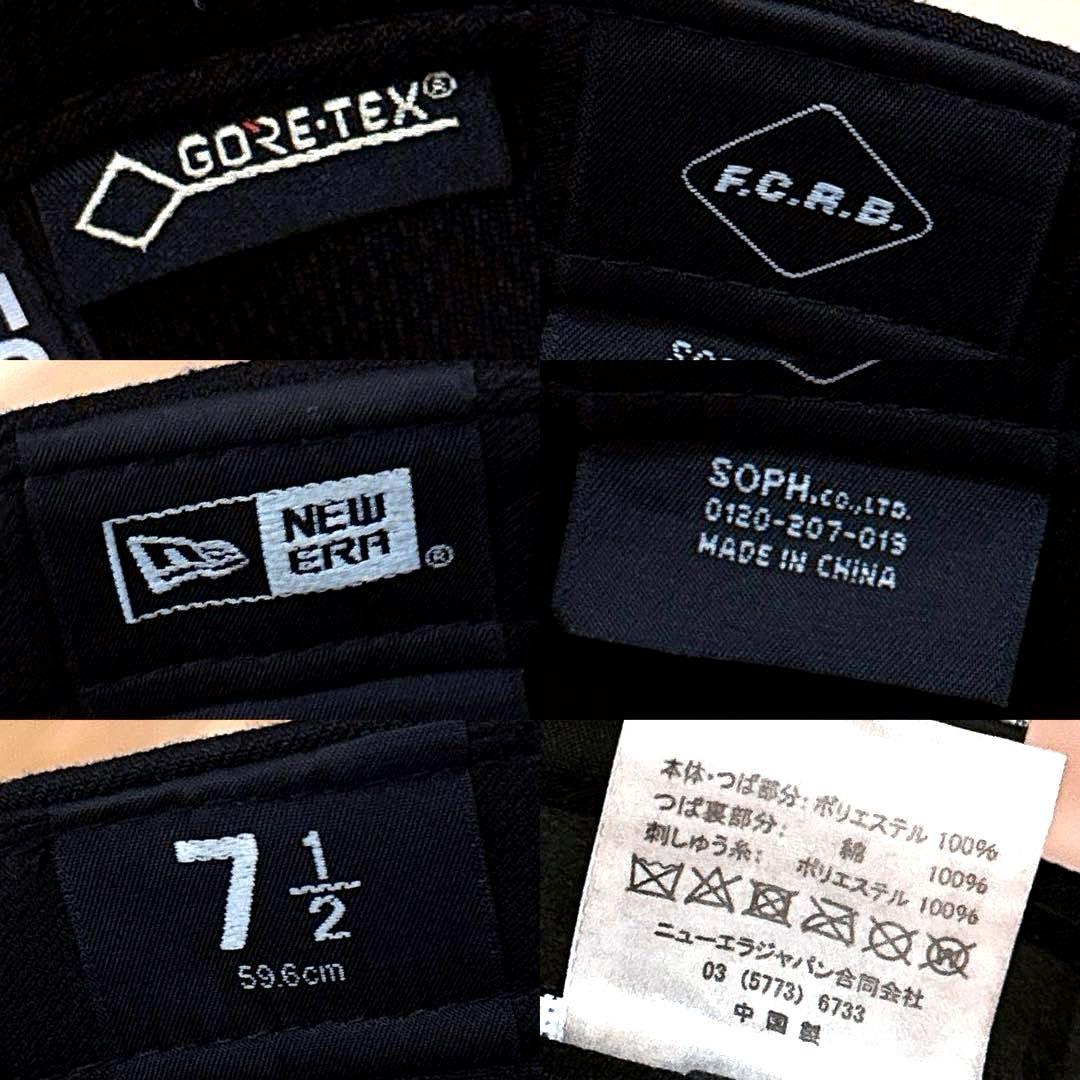 GORE-TEX®
F.C.R.B.
NEW
ERA®
SOPH.CO.,LTD.
0120-207-019
MADE IN CHINA
7 1/2
59.6cm
本体・つば部分: ポリエステル 100%
つば裏部分: 綿 100%
刺しゅう糸: ポリエステル 100%
ニューエラジャパン合同会社
03 (5773) 6733
中国製